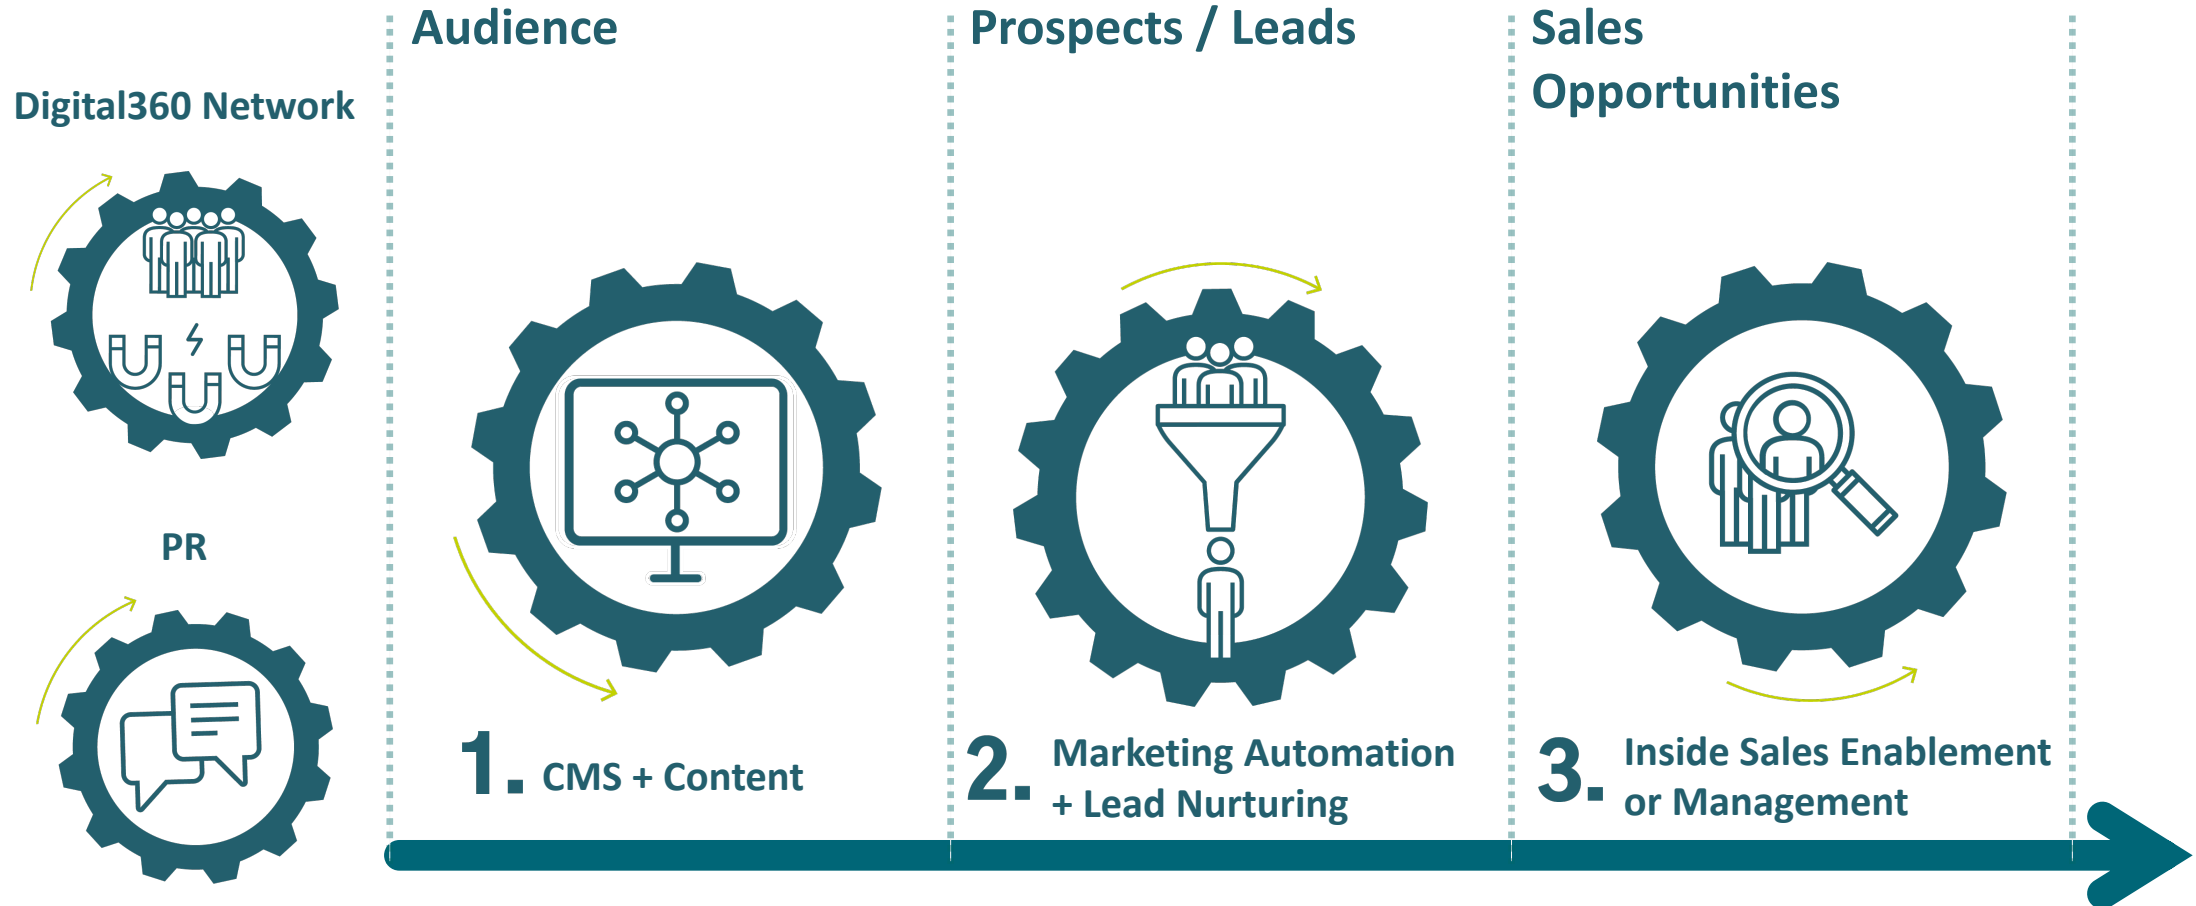 Digital360 Network
PR
Audience
1. CMS + Content
Prospects / Leads
2. Marketing Automation
+ Lead Nurturing
Sales
Opportunities
3. Inside Sales Enablement
or Management